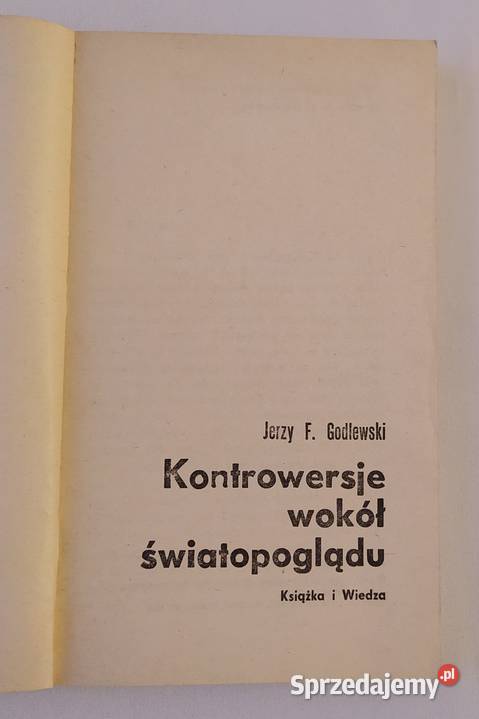 Jerzy F. Godlewski
Kontrowersje
wokół
światopoglądu
Książka i Wiedza
Sprzedajemy.pl